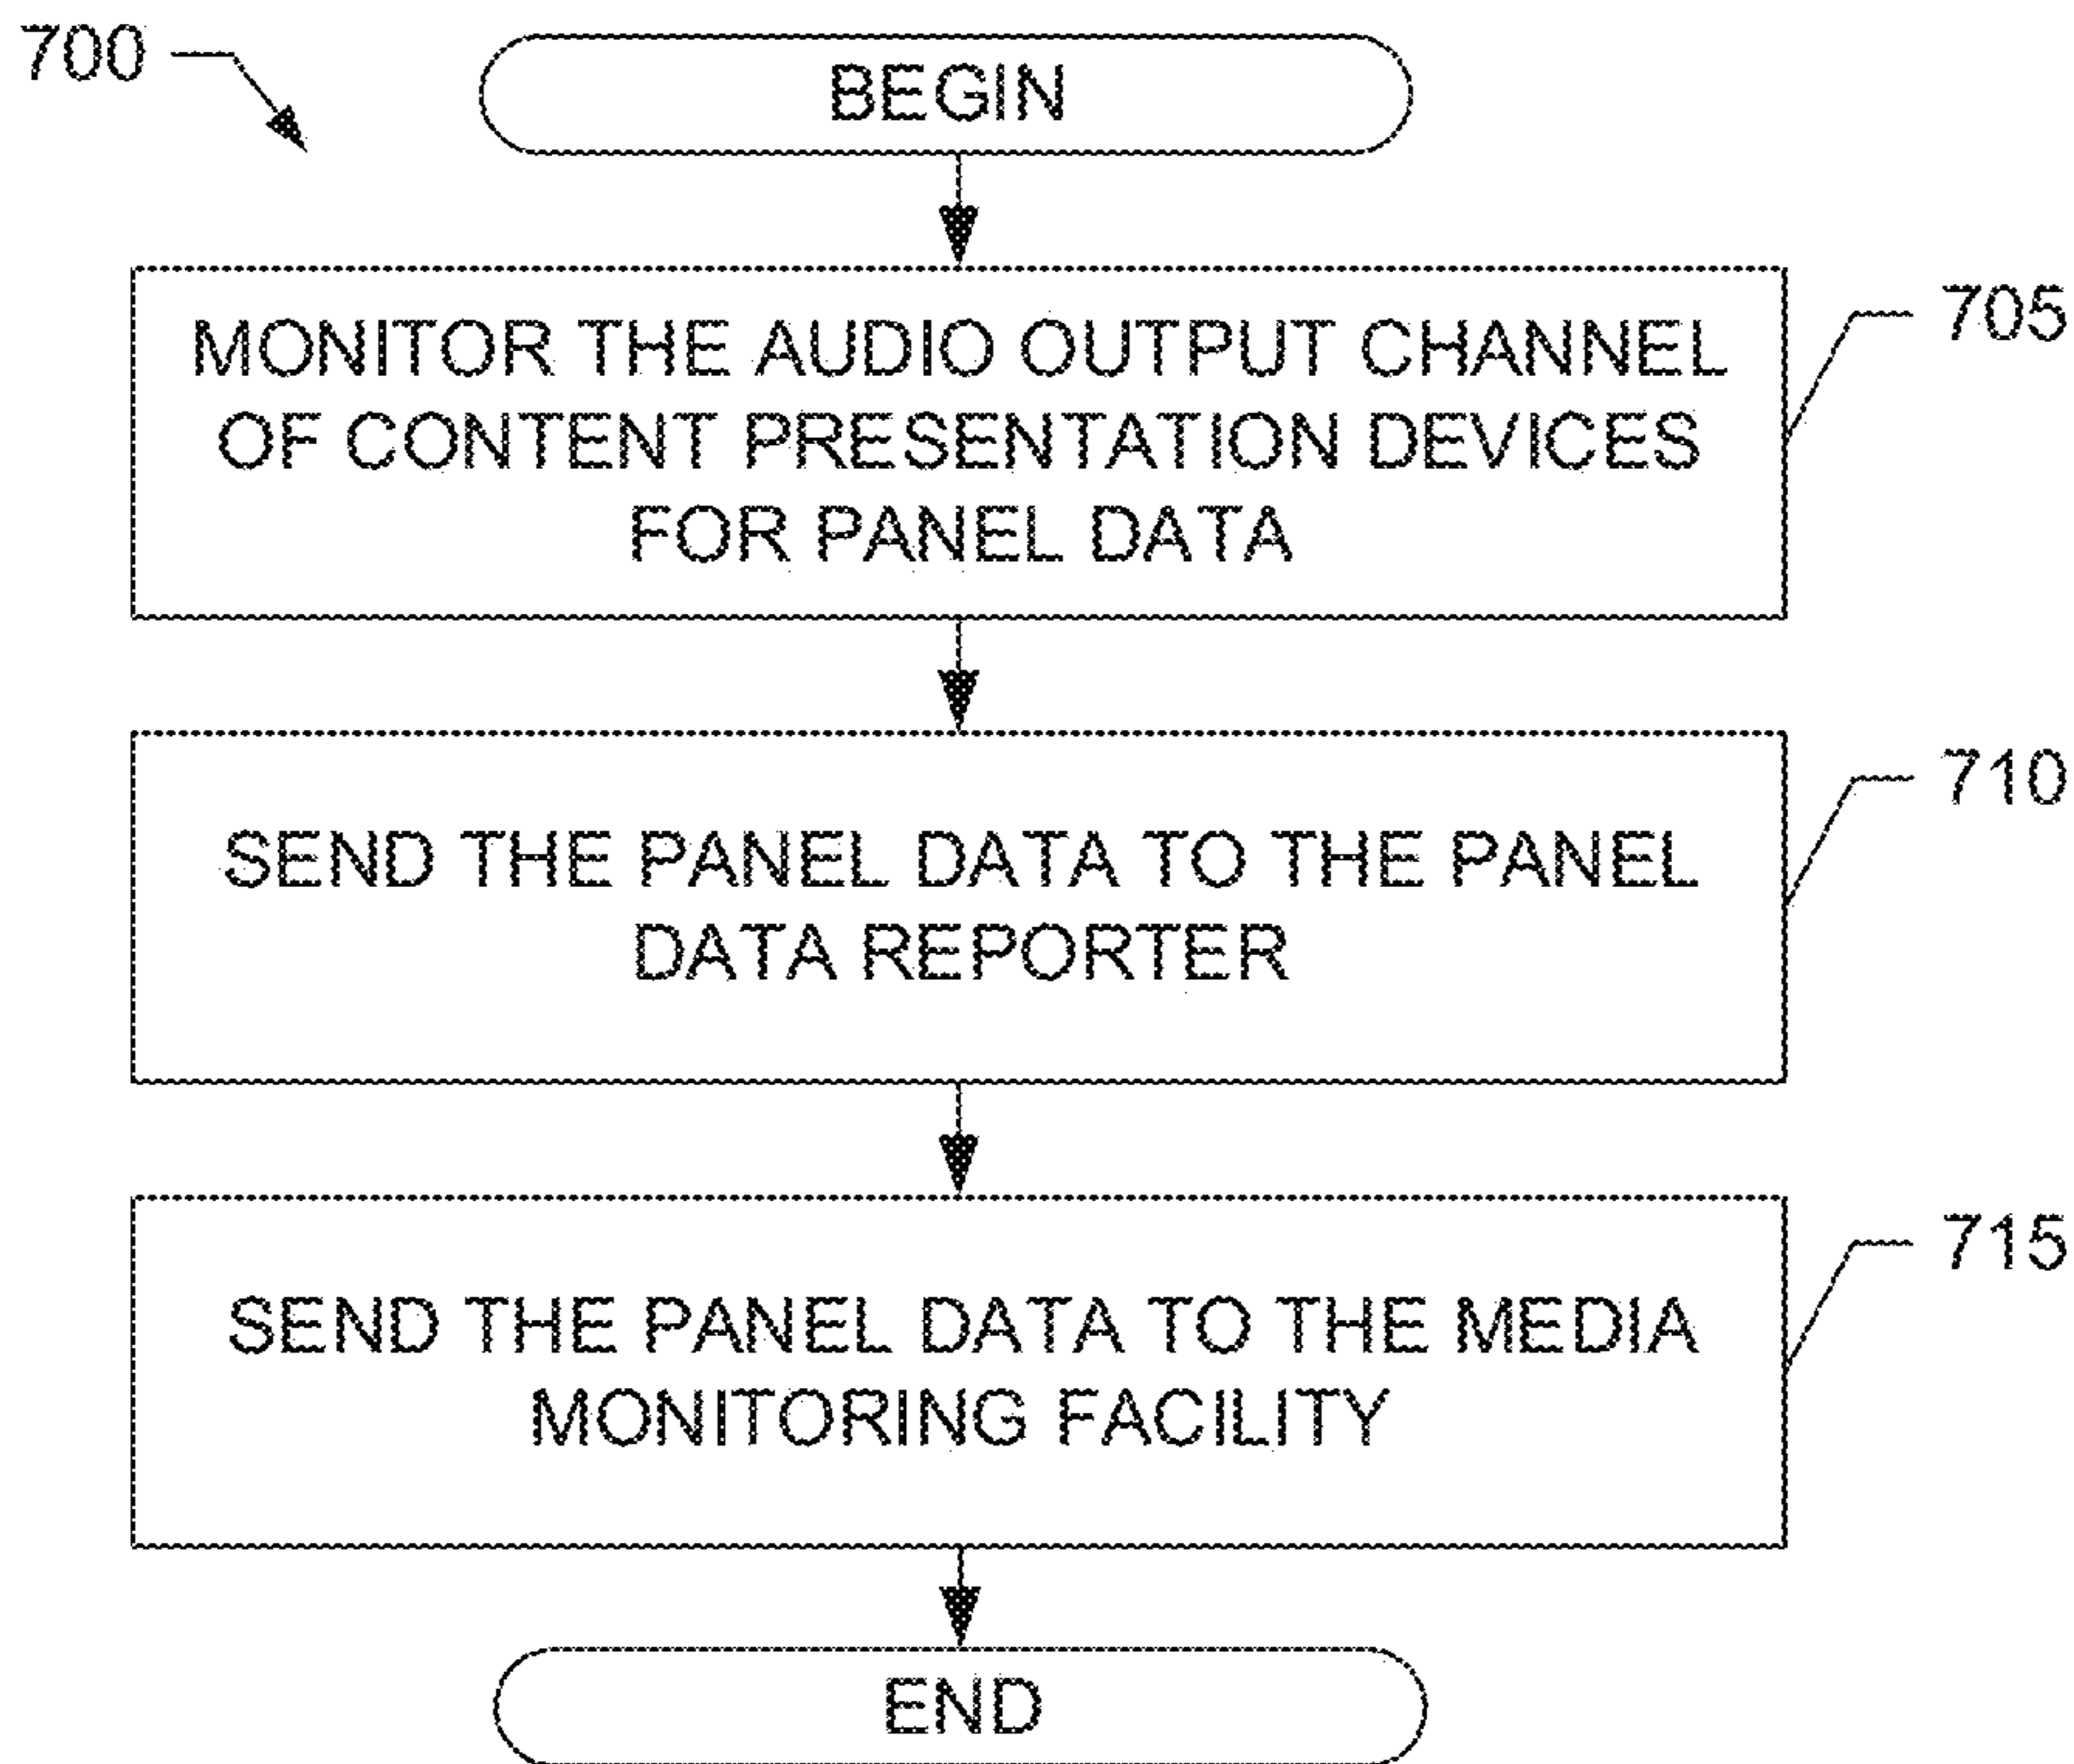 700
BEGIN
MONITOR THE AUDIO OUTPUT CHANNEL
OF CONTENT PRESENTATION DEVICES
FOR PANEL DATA
705
SEND THE PANEL DATA TO THE PANEL
DATA REPORTER
710
SEND THE PANEL DATA TO THE MEDIA
MONITORING FACILITY
715
END